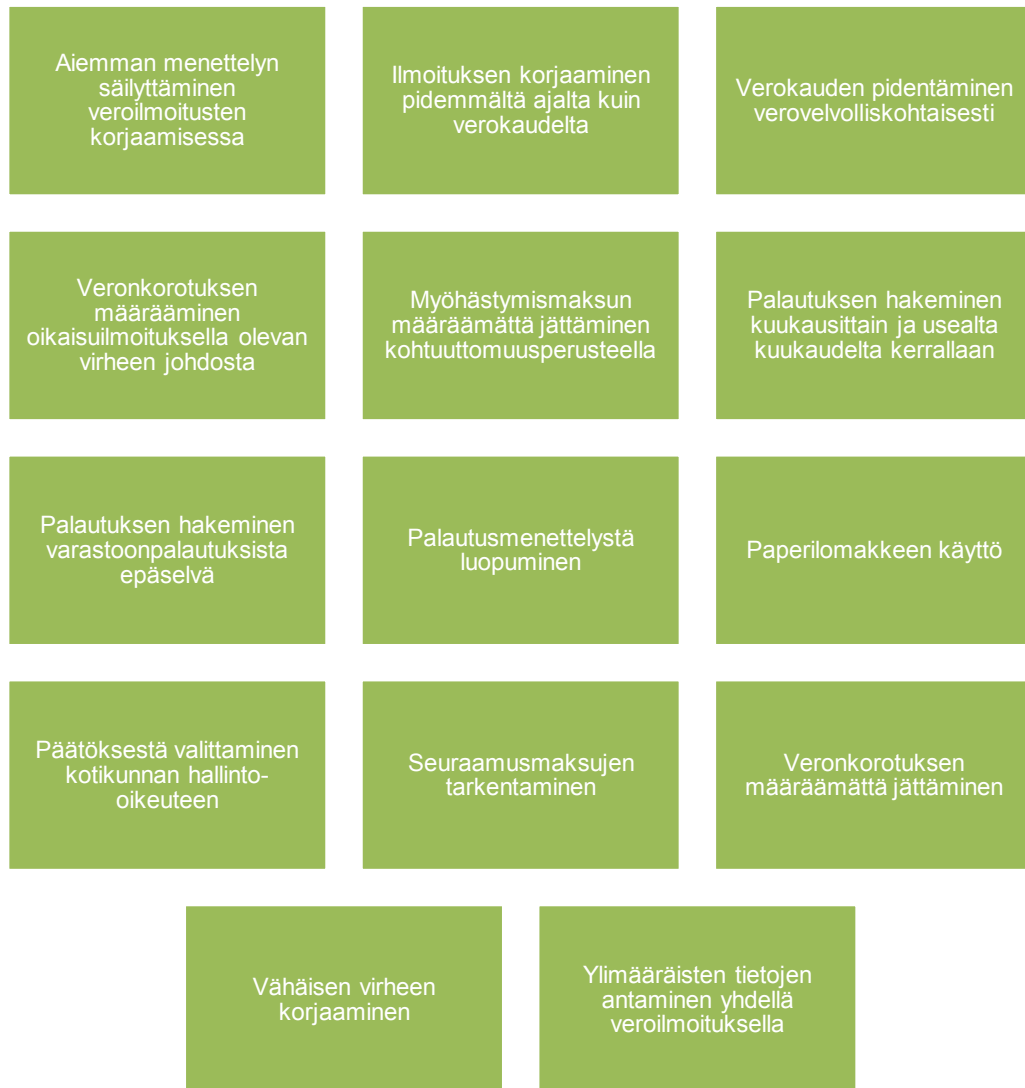 Aiemman menettelyn
säilyttäminen
veroilmoitusten
korjaamisessa
Ilmoituksen korjaaminen
pidemmältä ajalta kuin
verokaudelta
Verokauden pidentäminen
verovelvolliskohtaisesti
Veronkorotuksen
määrääminen
oikaisuilmoituksella olevan
virheen johdosta
Myöhästymismaksun
määräämättä jättäminen
kohtuuttomuusperusteella
Palautuksen hakeminen
kuukausittain ja usealta
kuukaudelta kerrallaan
Palautuksen hakeminen
varastoonpalautuksista
epäselvä
Palautusmenettelystä
luopuminen
Paperilomakkeen käyttö
Päätöksestä valittaminen
kotikunnan hallinto-
oikeuteen
Seuraamusmaksujen
tarkentaminen
Veronkorotuksen
määräämättä jättäminen
Vähäisen virheen
korjaaminen
Ylimääräisten tietojen
antaminen yhdellä
veroilmoituksella